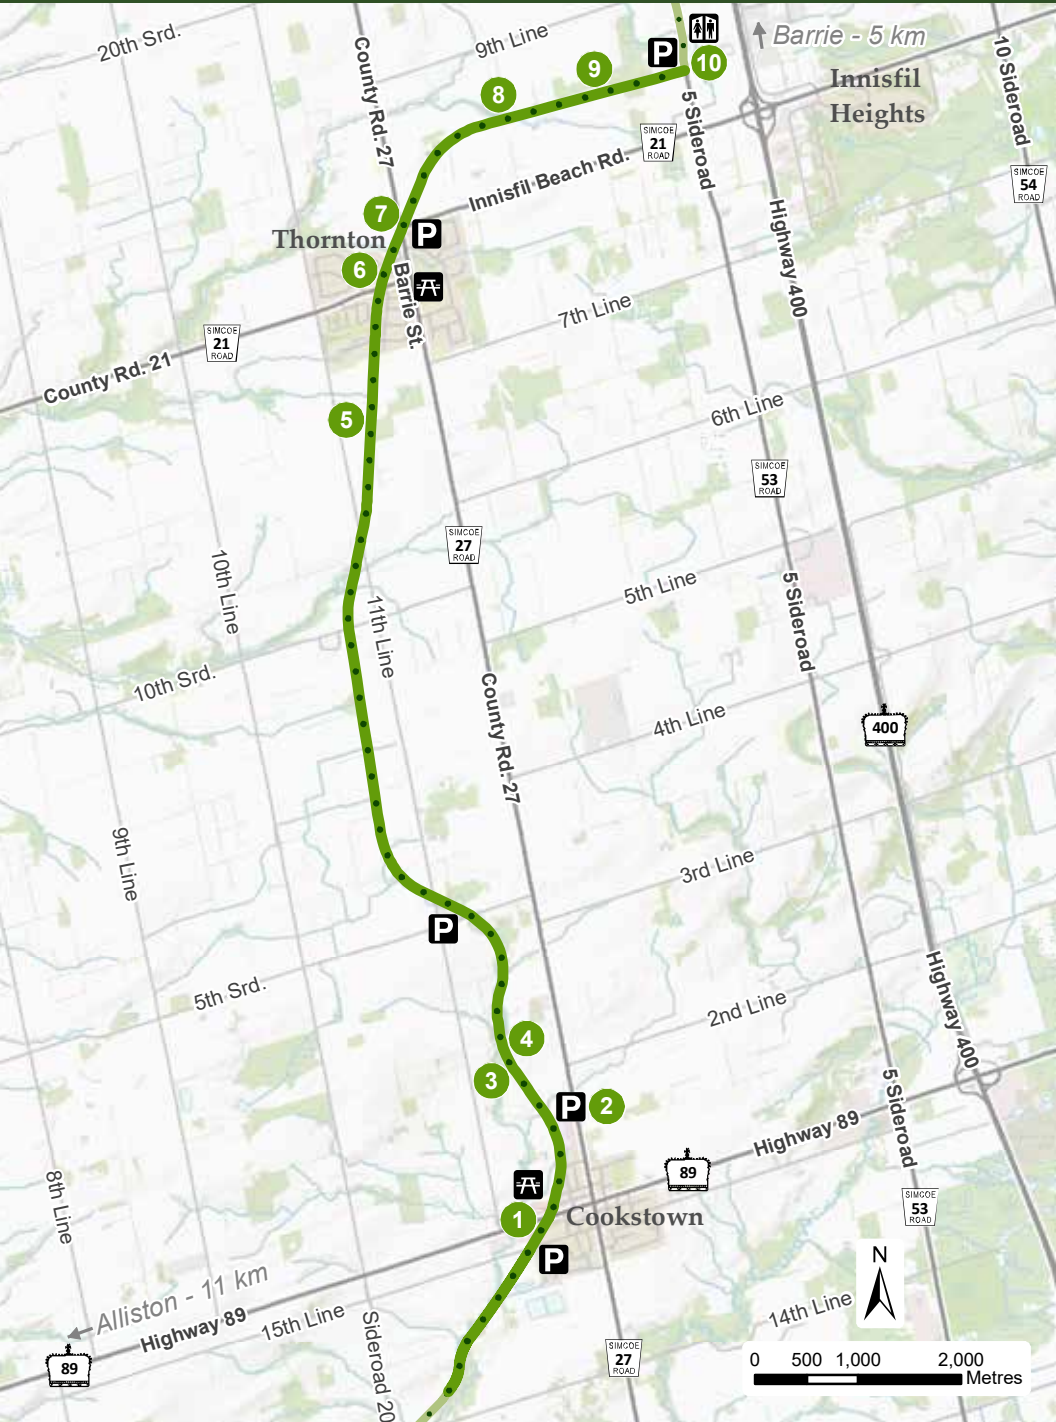 20th Srd.
County Rd. 27
9th Line
P
10
Barrie - 5 km
Innisfil
Heights
10 Sideroad
9
8
5 Sideroad
SIMCOE
21
ROAD
Innisfil Beach Rd.
SIMCOE
54
ROAD
7
P
Thornton
6
Barrie St.
Highway 400
7th Line
SIMCOE
21
ROAD
County Rd. 21
5
6th Line
SIMCOE
53
ROAD
SIMCOE
27
ROAD
10th Line
11th Line
5th Line
5 Sideroad
10th Srd.
County Rd. 27
4th Line
400
9th Line
3rd Line
P
5th Srd.
2nd Line
Highway 400
4
3
P
2
5 Sideroad
Highway 89
89
8th Line
1
Cookstown
SIMCOE
53
ROAD
P
N
Alliston - 11 km
Highway 89
15th Line
Sideroad 20
14th Line
89
SIMCOE
27
ROAD
0 500 1,000 2,000
Metres